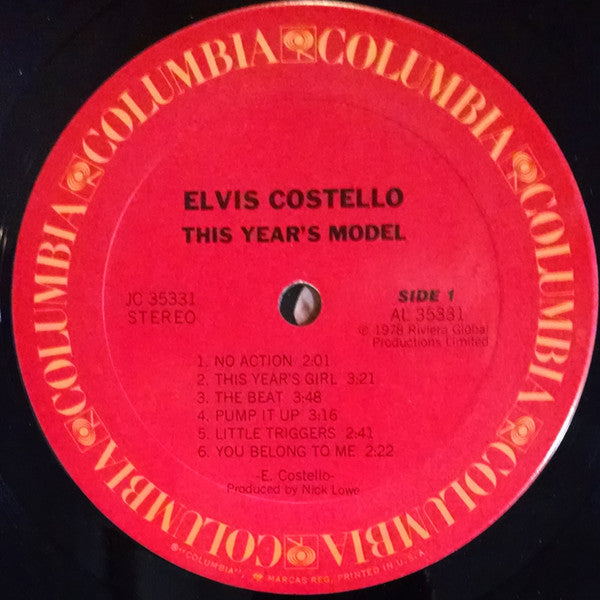 COLUMBIA COLUMBIA COLUMBIA COLUMBIA COLUMBIA COLUMBIA
ELVIS COSTELLO
THIS YEAR'S MODEL
JC 35331
STEREO
SIDE 1
AL 35331
℗ 1978 Riviera Global
Productions Limited
1. NO ACTION 2:01
2. THIS YEAR'S GIRL 3:21
3. THE BEAT 3:48
4. PUMP IT UP 3:16
5. LITTLE TRIGGERS 2:41
6. YOU BELONG TO ME 2:22
-E. Costello-
Produced by Nick Lowe
®"COLUMBIA", MARCAS REG. PRINTED IN U.S.A.